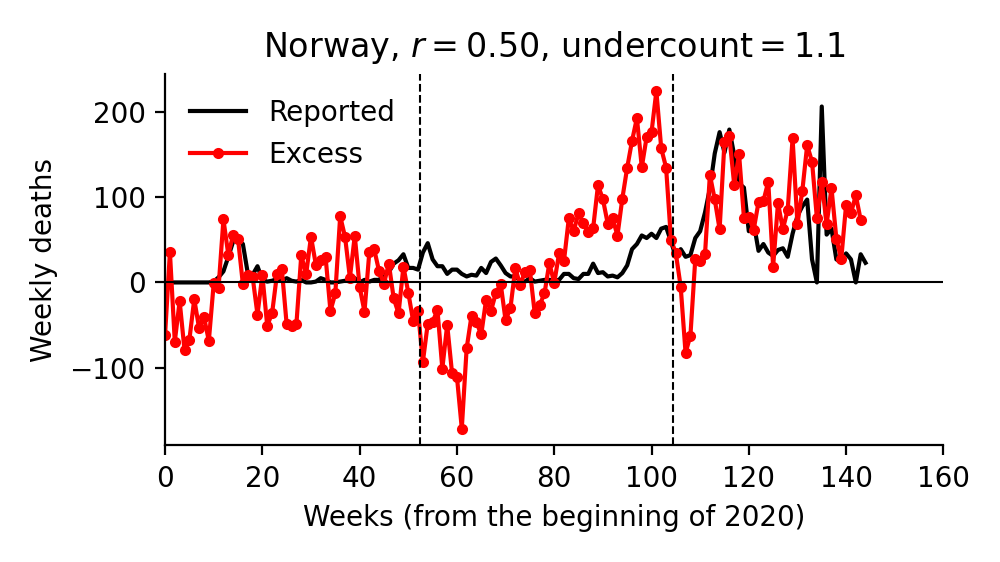 Norway, r = 0.50, undercount = 1.1
Reported
Excess
Weekly deaths
200
100
0
−100
0 20 40 60 80 100 120 140 160
Weeks (from the beginning of 2020)